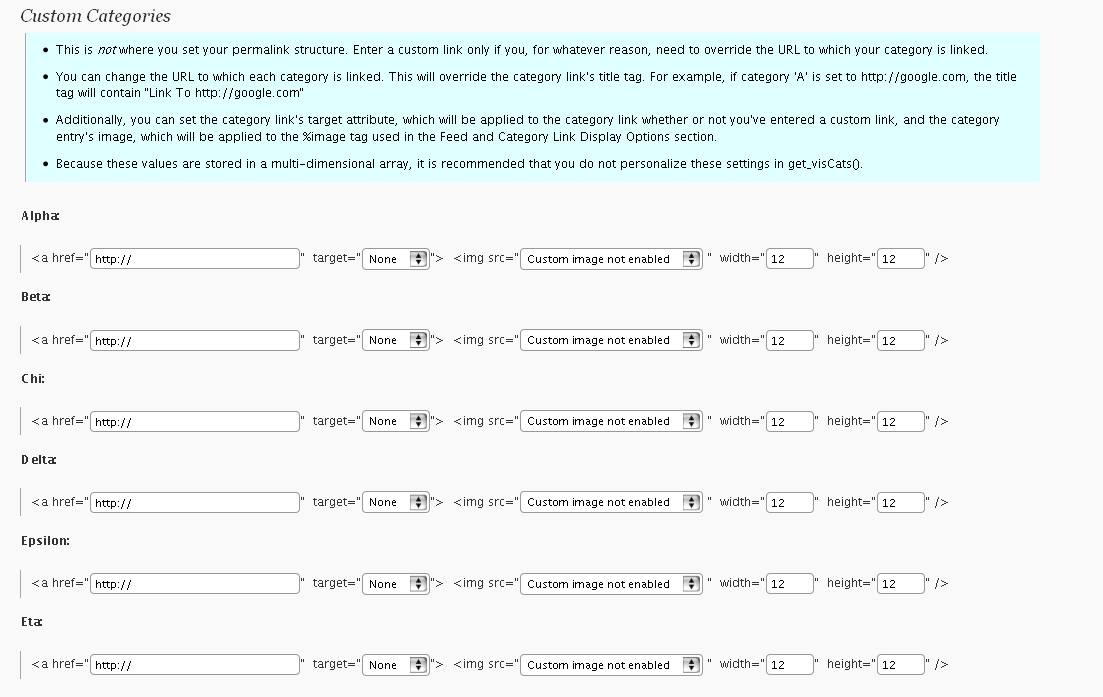 Custom Categories
• This is not where you set your permalink structure. Enter a custom link only if you, for whatever reason, need to override the URL to which your category is linked.
• You can change the URL to which each category is linked. This will override the category link's title tag. For example, if category 'A' is set to http://google.com, the title
tag will contain "Link To http://google.com"
• Additionally, you can set the category link's target attribute, which will be applied to the category link whether or not you've entered a custom link, and the category
entry's image, which will be applied to the %image tag used in the Feed and Category Link Display Options section.
• Because these values are stored in a multi-dimensional array, it is recommended that you do not personalize these settings in get_visCats().
Alpha:
<a href="http://" target="None"> <img src="Custom image not enabled" width="12" height="12" />
Beta:
<a href="http://" target="None"> <img src="Custom image not enabled" width="12" height="12" />
Chi:
<a href="http://" target="None"> <img src="Custom image not enabled" width="12" height="12" />
Delta:
<a href="http://" target="None"> <img src="Custom image not enabled" width="12" height="12" />
Epsilon:
<a href="http://" target="None"> <img src="Custom image not enabled" width="12" height="12" />
Eta:
<a href="http://" target="None"> <img src="Custom image not enabled" width="12" height="12" />